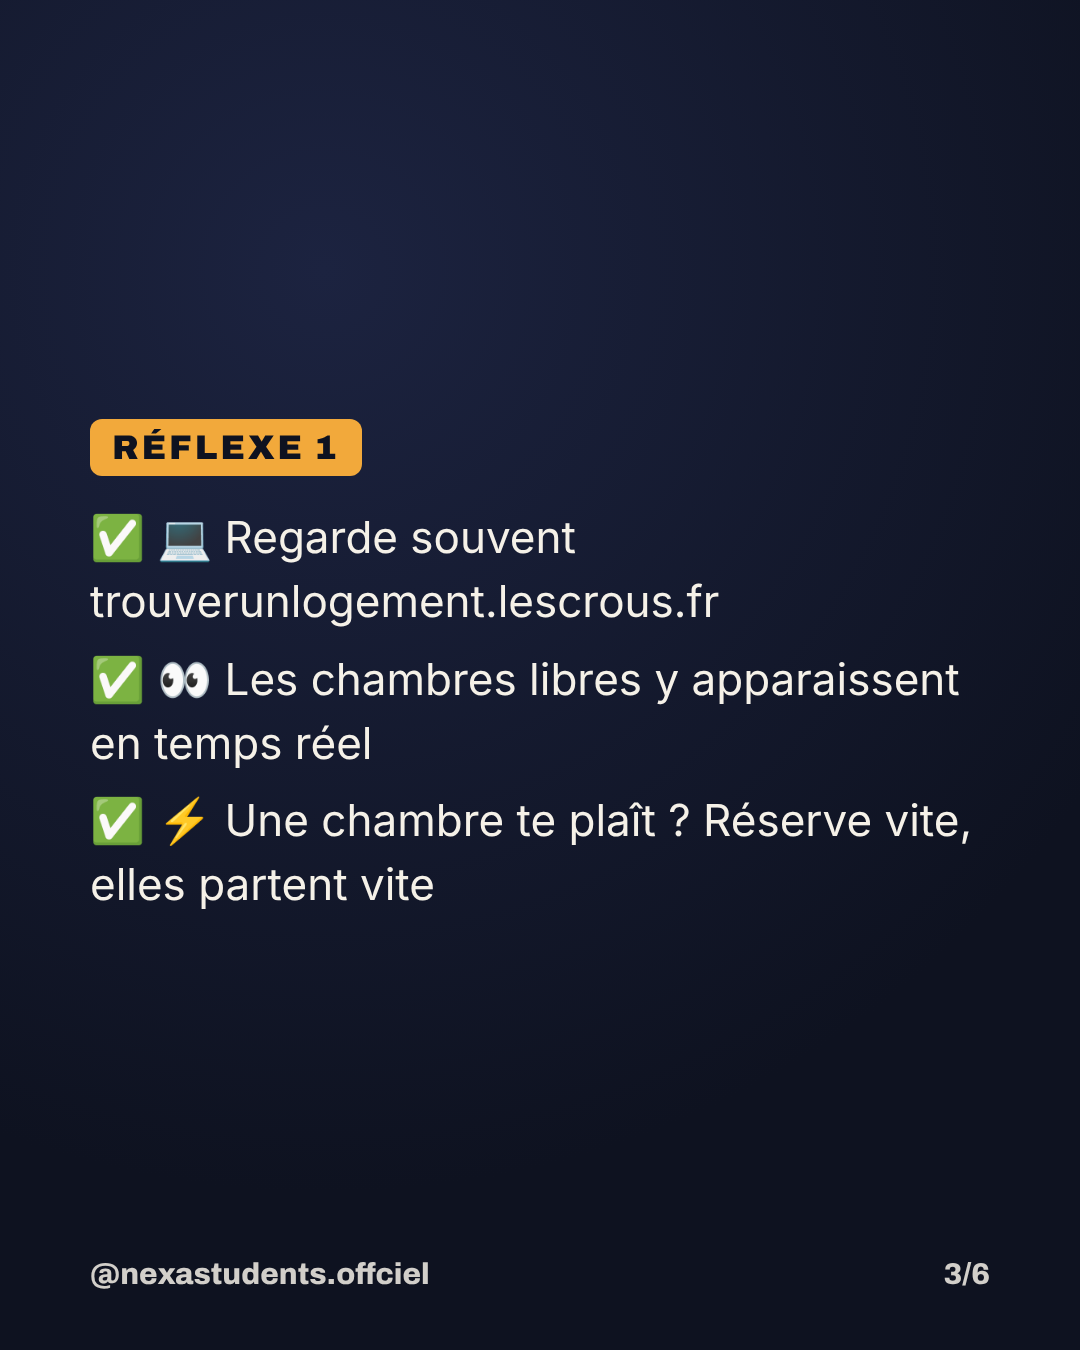 RÉFLEXE 1
✅ 💻 Regarde souvent
trouverunlogement.lescrous.fr
✅ 👀 Les chambres libres y apparaissent
en temps réel
✅ ⚡ Une chambre te plaît ? Réserve vite,
elles partent vite
@nexastudents.offciel
3/6